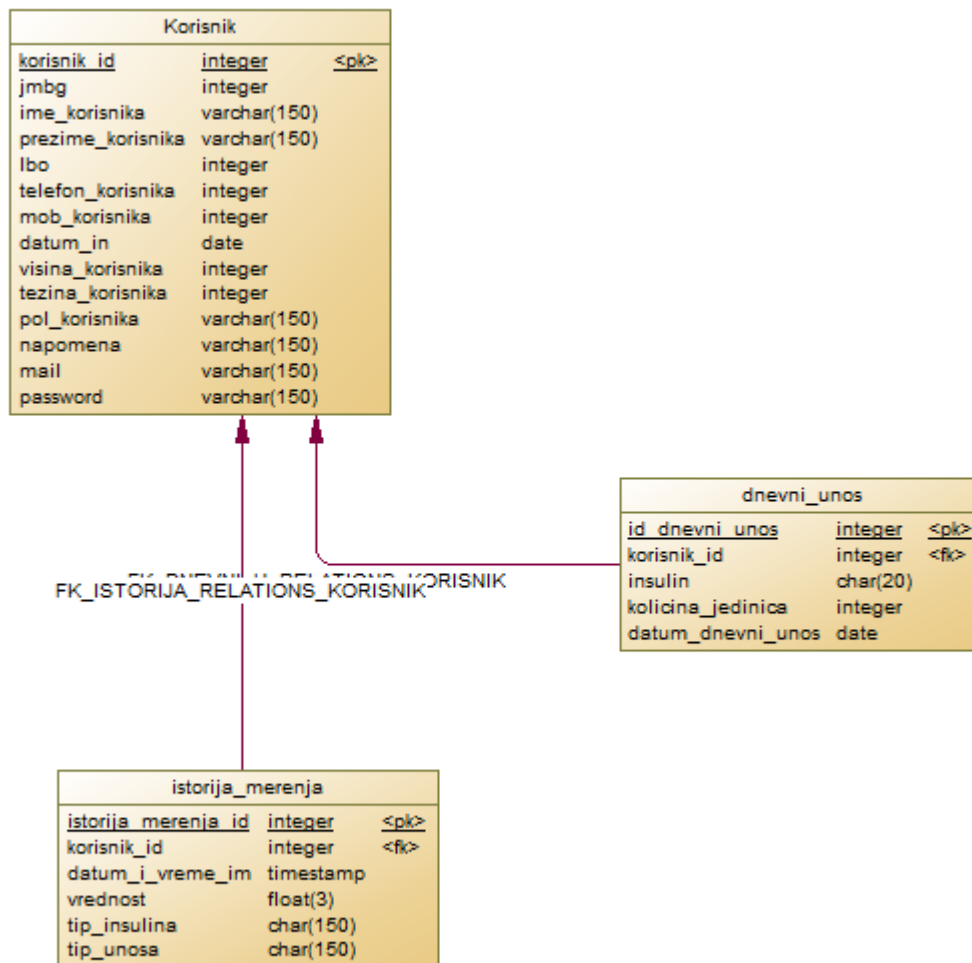 Korisnik
korisnik_id integer <pk>
jmbg integer
ime_korisnika varchar(150)
prezime_korisnika varchar(150)
lbo integer
telefon_korisnika integer
mob_korisnika integer
datum_in date
visina_korisnika integer
tezina_korisnika integer
pol_korisnika varchar(150)
napomena varchar(150)
mail varchar(150)
password varchar(150)
dnevni_unos
id_dnevni_unos integer <pk>
korisnik_id integer <fk>
insulin char(20)
kolicina_jedinica integer
datum_dnevni_unos date
FK_ISTORIJA_RELATIONS_KORISNIK
istorija_merenja
istorija_merenja_id integer <pk>
korisnik_id integer <fk>
datum_i_vreme_im timestamp
vrednost float(3)
tip_insulina char(150)
tip_unosa char(150)